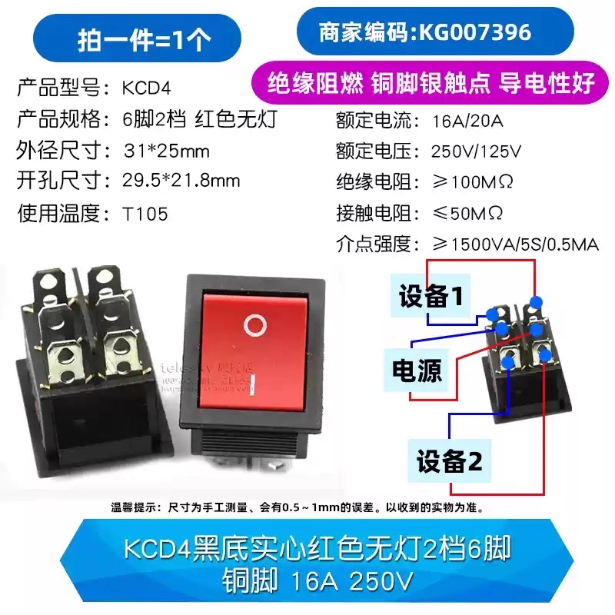 拍一件=1个
商家编码:KG007396
绝缘阻燃 铜脚银触点 导电性好
产品型号: KCD4
产品规格: 6脚2档 红色无灯
外径尺寸: 31*25mm
开孔尺寸: 29.5*21.8mm
使用温度: T105
额定电流: 16A/20A
额定电压: 250V/125V
绝缘电阻: ≥100MΩ
接触电阻: ≤50MΩ
介点强度: ≥1500VA/5S/0.5MA
设备1
电源
设备2
温馨提示: 尺寸为手工测量、会有0.5~1mm的误差。以收到的实物为准。
KCD4黑底实心红色无灯2档6脚
铜脚 16A 250V